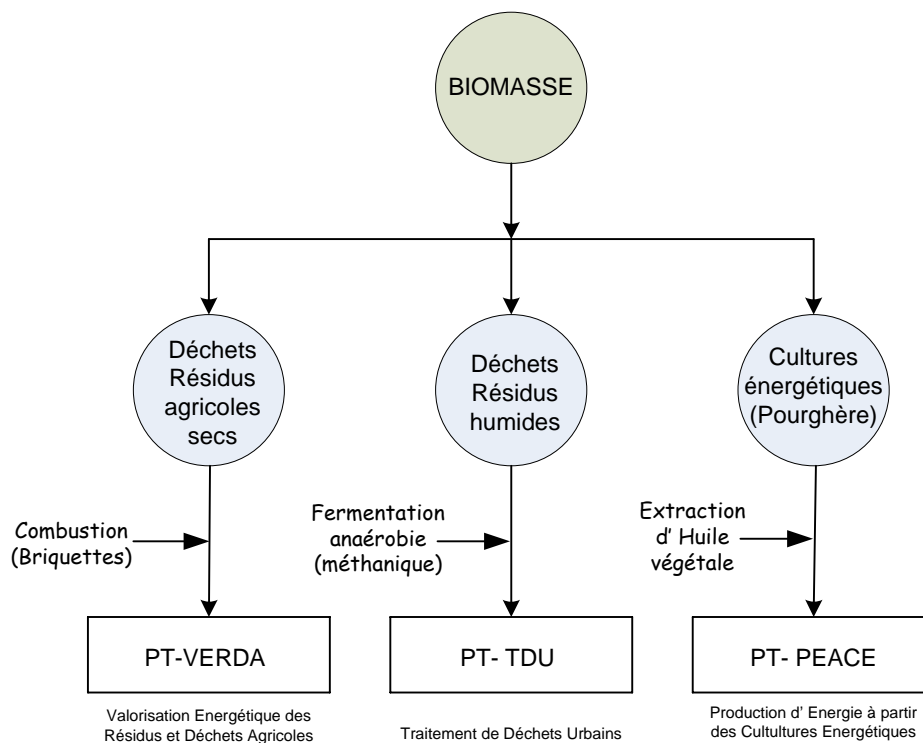 BIOMASSE
Déchets
Résidus
agricoles
secs
Déchets
Résidus
humides
Cultures
énergétiques
(Pourghère)
Combustion
(Briquettes)
Fermentation
anaérobie
(méthanique)
Extraction
d' Huile
végétale
PT-VERDA
PT- TDU
PT- PEACE
Valorisation Energétique des
Résidus et Déchets Agricoles
Traitement de Déchets Urbains
Production d' Energie à partir
des Cultultures Energétiques